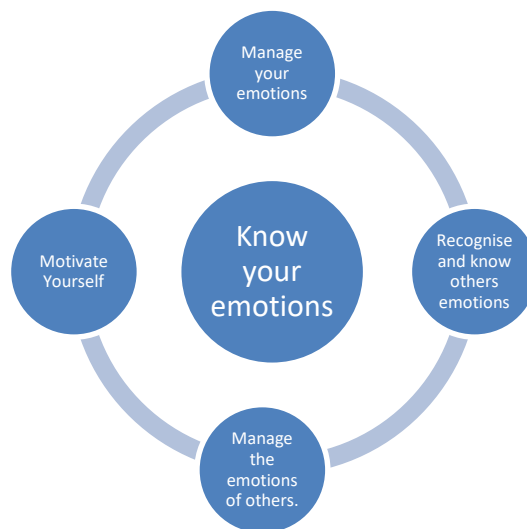 Manage
your
emotions
Know
your
emotions
Recognise
and know
others
emotions
Motivate
Yourself
Manage
the
emotions
of others.